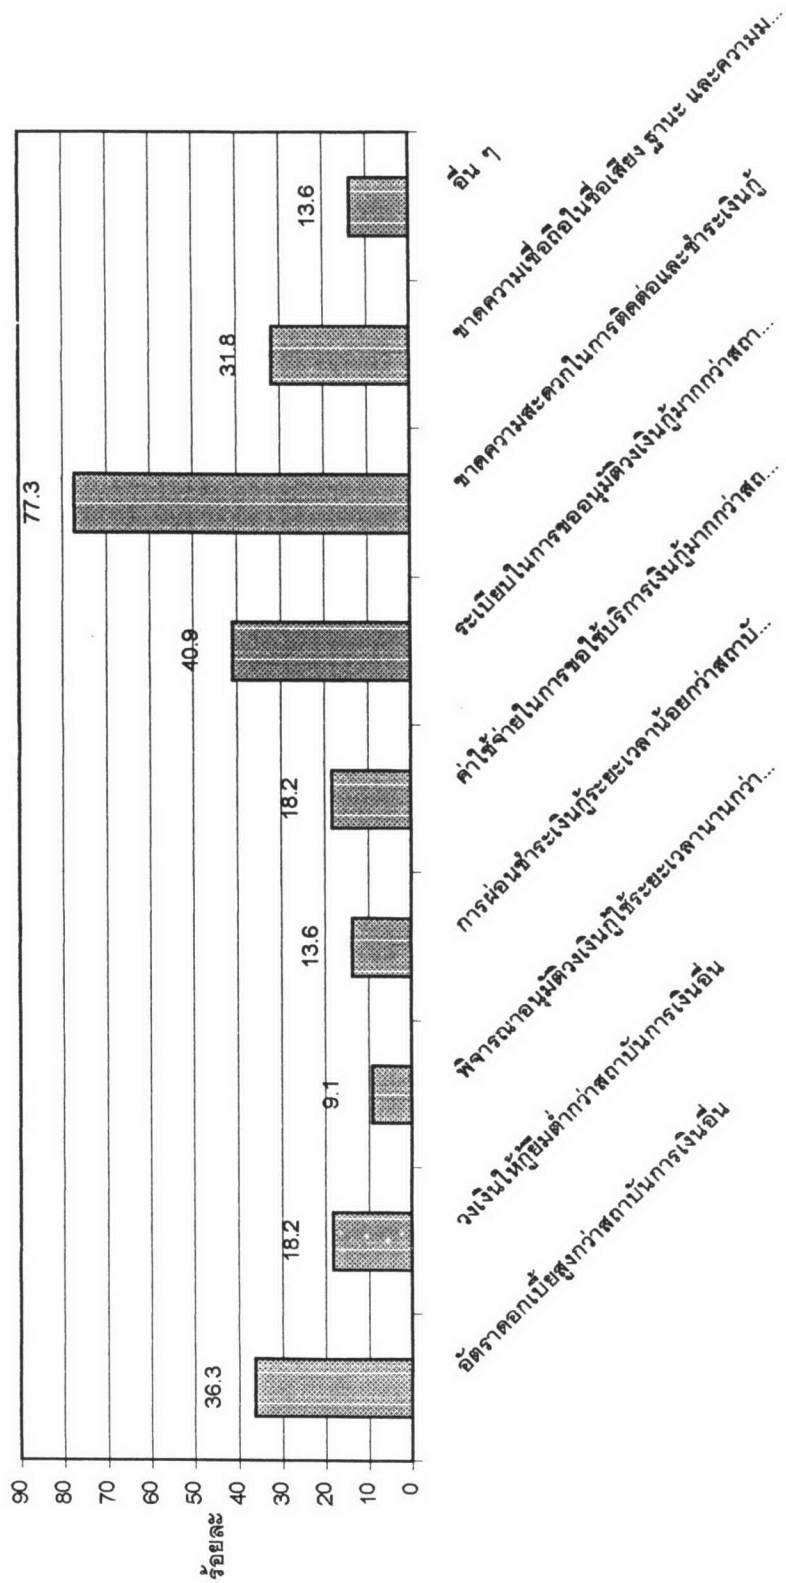 ร้อยละ
90
80
70
60
50
40
30
20
10
0
36.3
18.2
9.1
13.6
18.2
40.9
77.3
31.8
13.6
อัตราดอกเบี้ยสูงกว่าสถาบันการเงินอื่น
วงเงินให้กู้ยืมต่ำกว่าสถาบันการเงินอื่น
พิจารณาอนุมัติวงเงินกู้ใช้ระยะเวลานานกว่า...
การผ่อนชำระเงินกู้ระยะเวลาน้อยกว่าสถาบั...
ค่าใช้จ่ายในการขอใช้บริการเงินกู้มากกว่าสถ...
ระเบียบในการขออนุมัติวงเงินกู้มากกว่าสถา...
ขาดความสะดวกในการติดต่อและชำระเงินกู้
ขาดความเชื่อถือในชื่อเสียง ฐานะ และความม...
อื่น ๆ